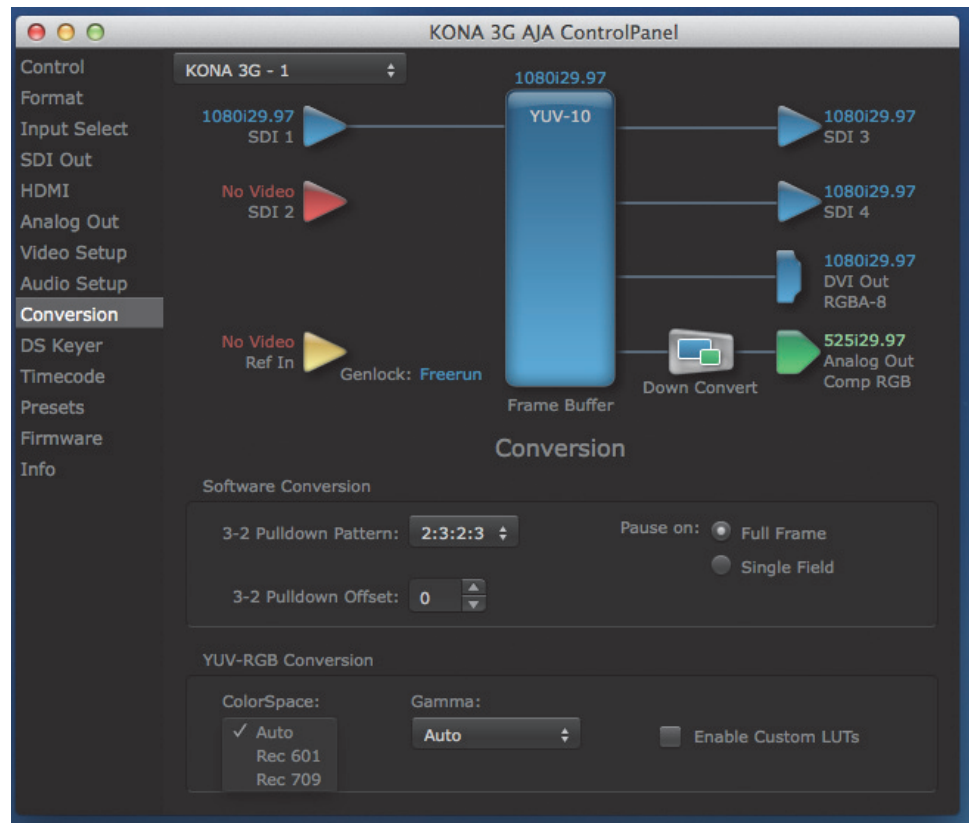 KONA 3G AJA ControlPanel
Control
Format
Input Select
SDI Out
HDMI
Analog Out
Video Setup
Audio Setup
Conversion
DS Keyer
Timecode
Presets
Firmware
Info
KONA 3G - 1
1080i29.97
YUV-10
1080i29.97
SDI 1
No Video
SDI 2
No Video
Ref In
Genlock: Freerun
Frame Buffer
1080i29.97
SDI 3
1080i29.97
SDI 4
1080i29.97
DVI Out
RGBA-8
Down Convert
525i29.97
Analog Out
Comp RGB
Conversion
Software Conversion
3-2 Pulldown Pattern: 2:3:2:3
Pause on: Full Frame
Single Field
3-2 Pulldown Offset: 0
YUV-RGB Conversion
ColorSpace:
✓ Auto
Rec 601
Rec 709
Gamma:
Auto
Enable Custom LUTs